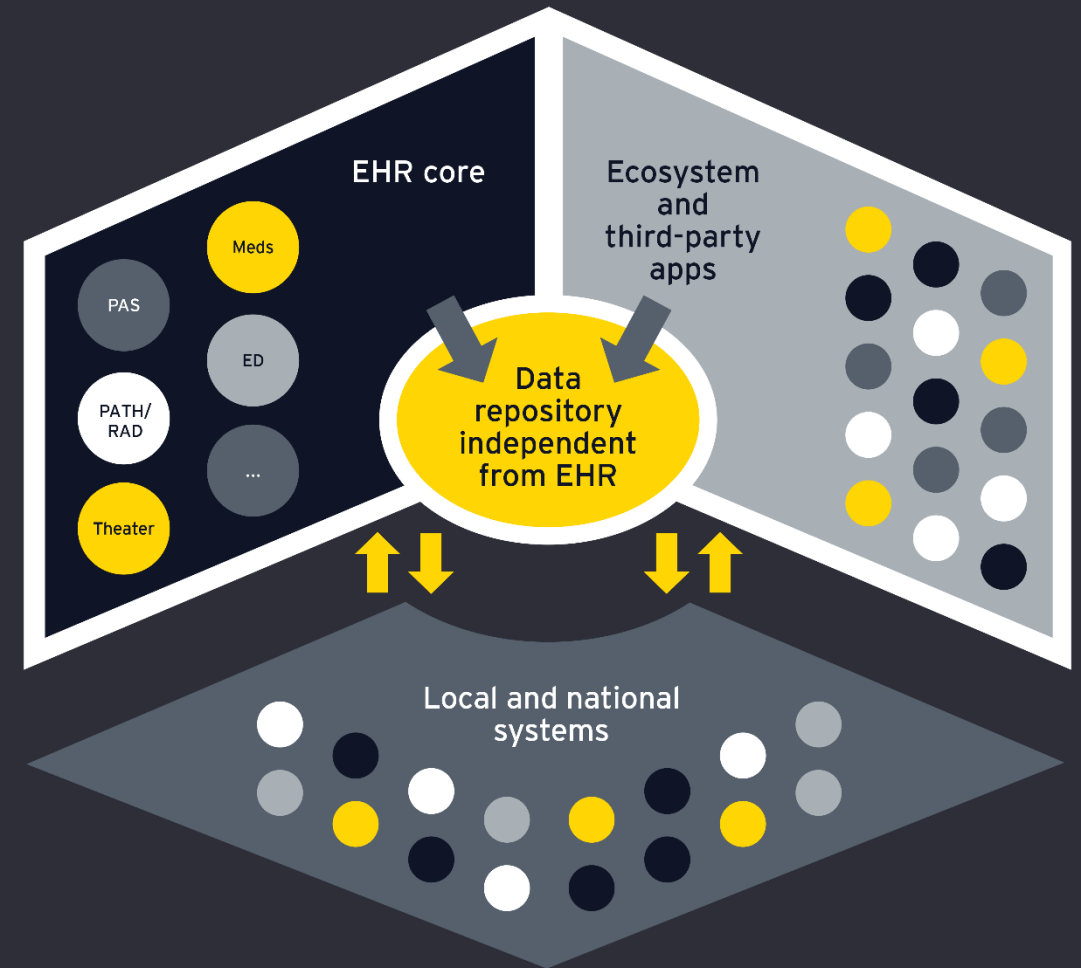 EHR core
Meds
PAS
ED
PATH/
RAD
...
Theater
Ecosystem
and
third-party
apps
Data
repository
independent
from EHR
Local and national
systems